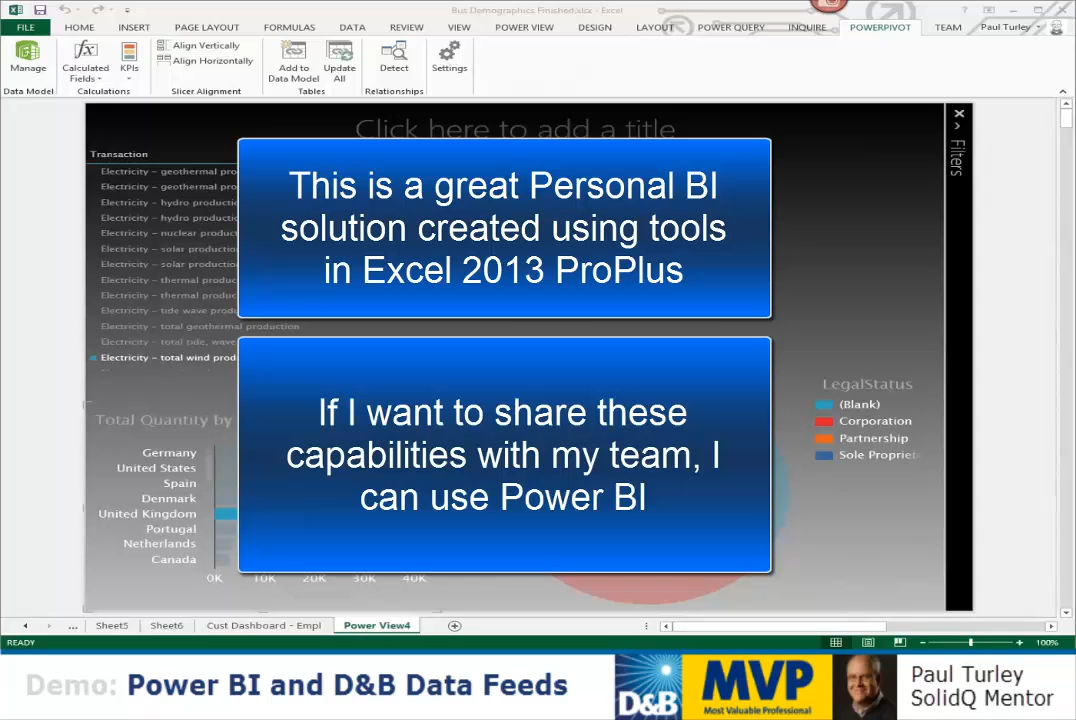 Bus Demographics Finished.xlsx - Excel
FILE HOME INSERT PAGE LAYOUT FORMULAS DATA REVIEW VIEW POWER VIEW DESIGN LAYOUT POWER QUERY INQUIRE POWERPIVOT TEAM Paul Turley
Manage
Calculated Fields
KPIs
Align Vertically
Align Horizontally
Add to Data Model
Update All
Detect
Settings
Data Model Calculations Slicer Alignment Tables Relationships
Click here to add a title
Filters
Transaction
Electricity - geothermal pro
Electricity - geothermal pro
Electricity - hydro production
Electricity - hydro product
Electricity - nuclear product
Electricity - solar production
Electricity - solar production
Electricity - thermal product
Electricity - thermal produc
Electricity - tide wave produc
Electricity - total geothermal production
Electricity - total tide, wave
Electricity - total wind prod
This is a great Personal BI
solution created using tools
in Excel 2013 ProPlus
If I want to share these
capabilities with my team, I
can use Power BI
Total Quantity by
Germany
United States
Spain
Denmark
United Kingdom
Portugal
Netherlands
Canada
0K 10K 20K 30K 40K
LegalStatus
(Blank)
Corporation
Partnership
Sole Propriet
... Sheet5 Sheet6 Cust Dashboard - Empl Power View4
READY
100%
Demo: Power BI and D&B Data Feeds
D&B
MVP
Most Valuable Professional
Paul Turley
SolidQ Mentor